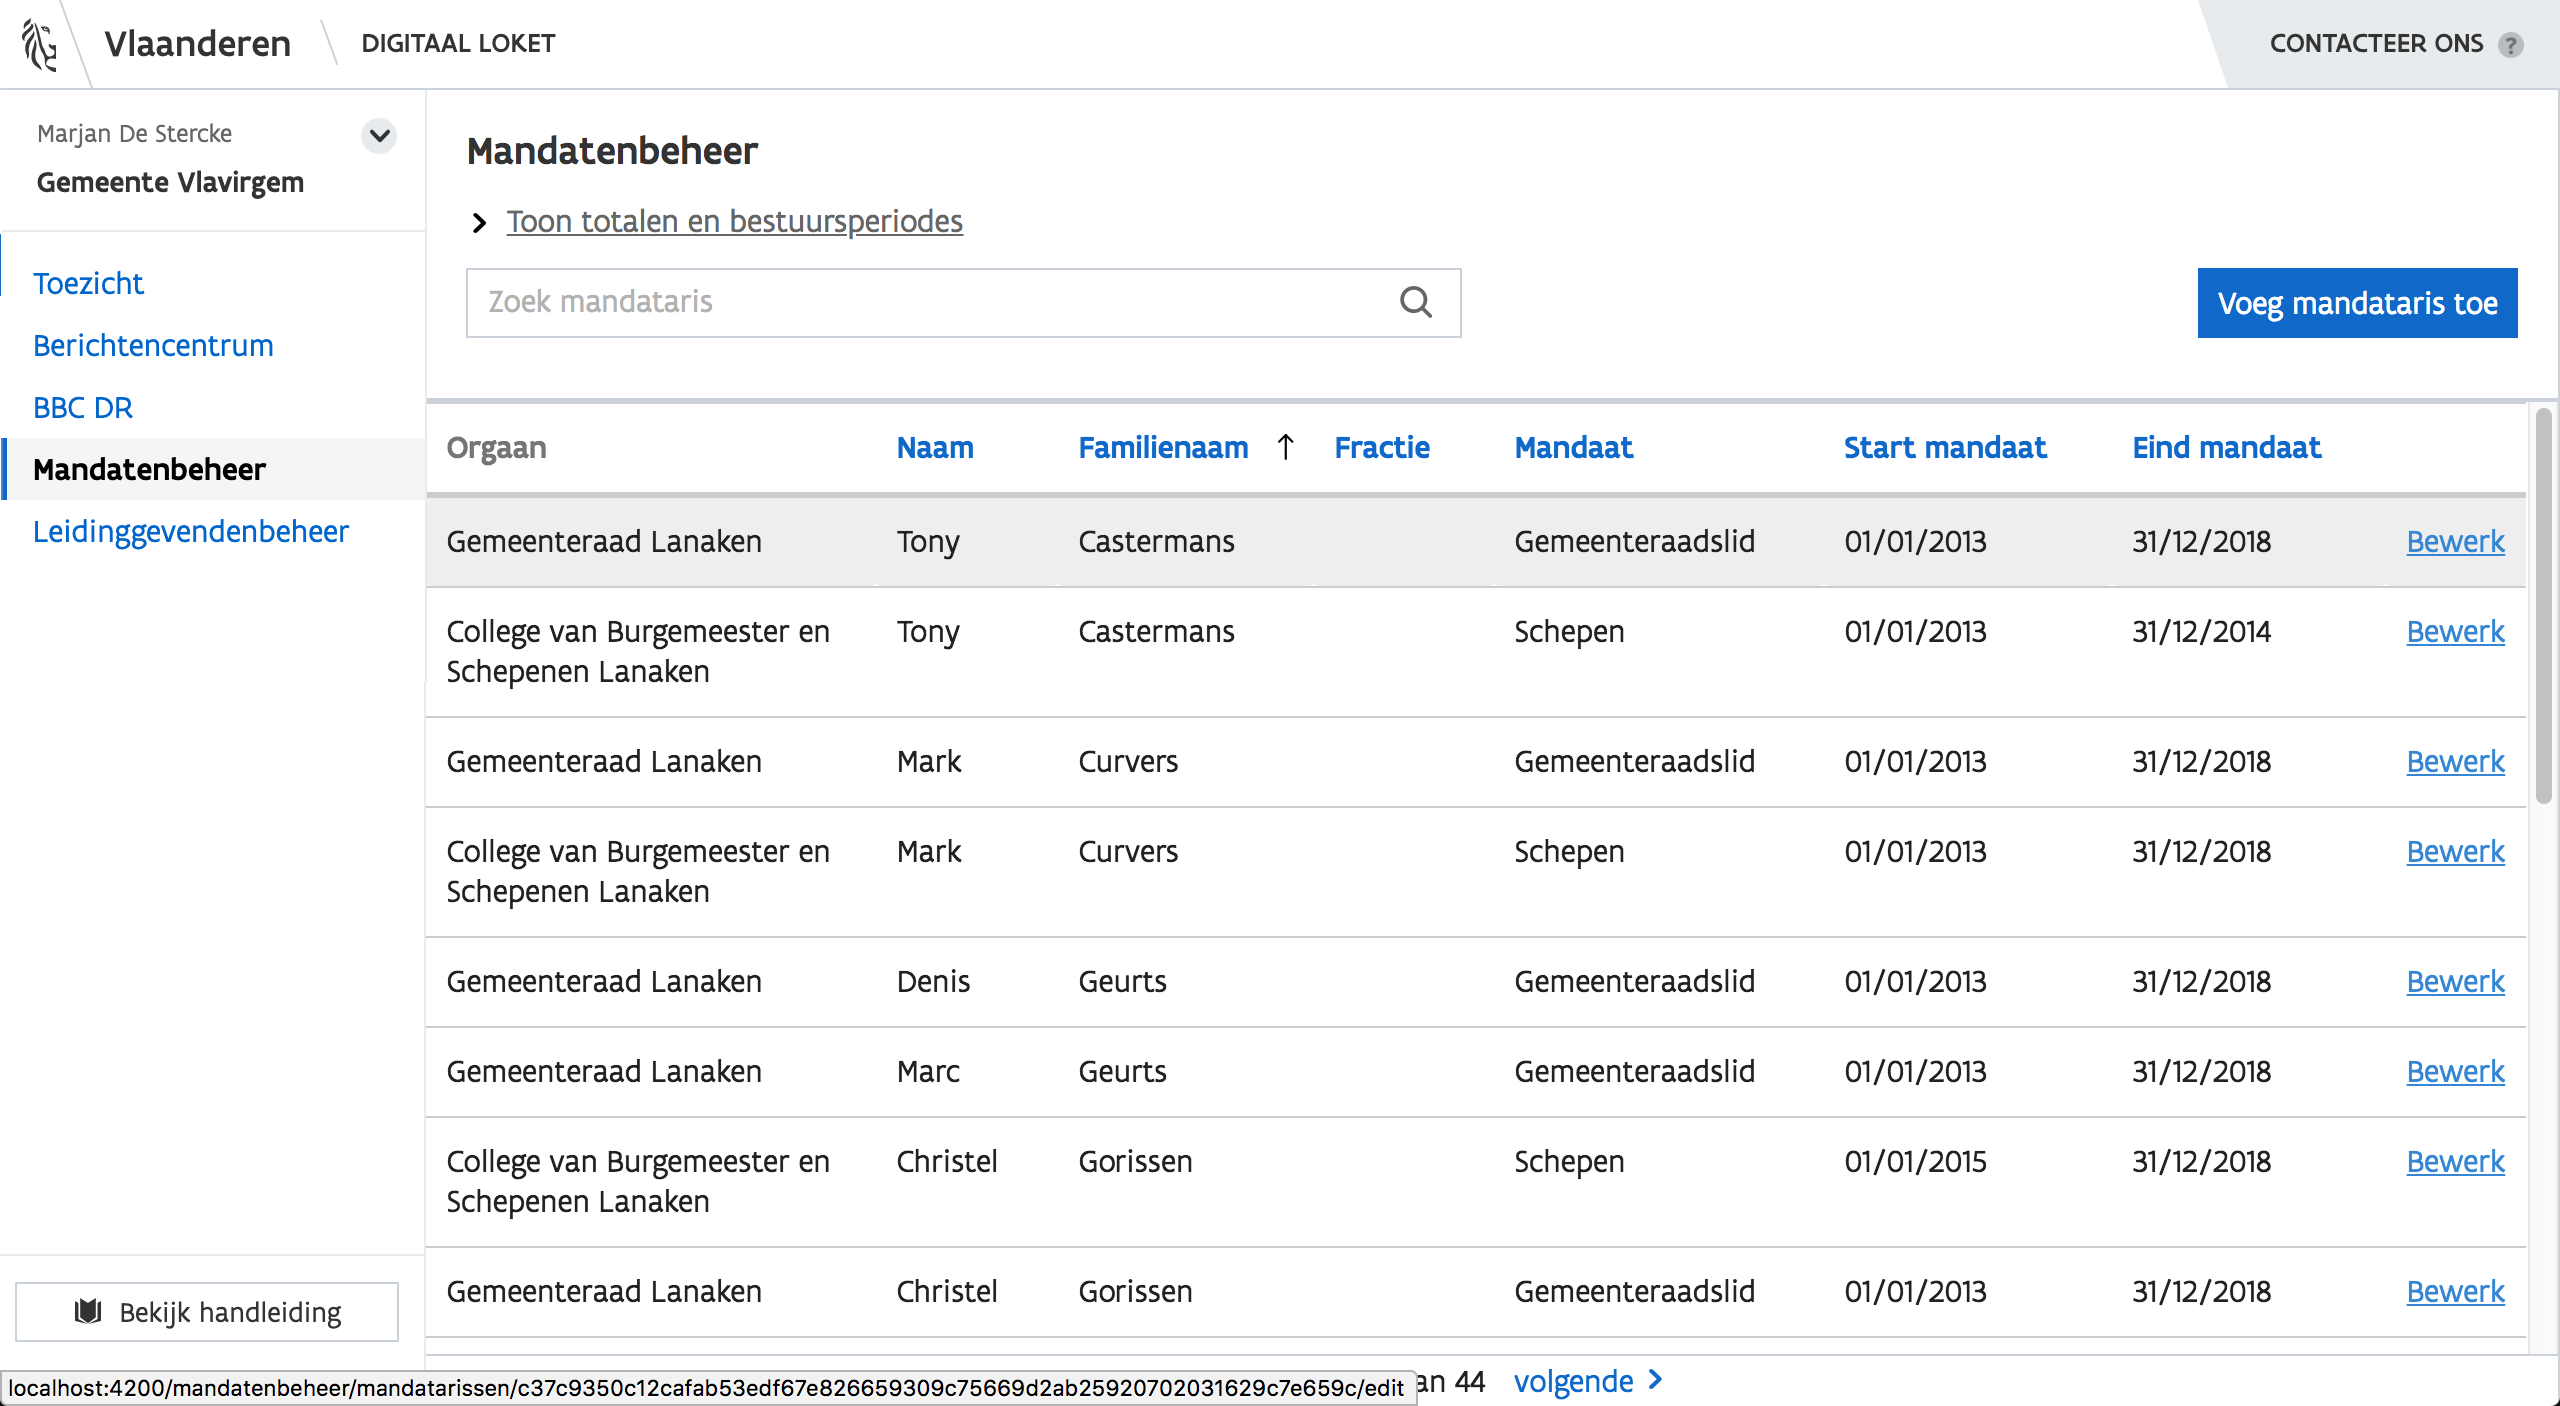 Vlaanderen
DIGITAAL LOKET
CONTACTEER ONS ?
Marjan De Stercke
Gemeente Vlavirgem
Toezicht
Berichtencentrum
BBC DR
Mandatenbeheer
Leidinggevendenbeheer
Bekijk handleiding
Mandatenbeheer
Toon totalen en bestuursperiodes
Zoek mandataris
Voeg mandataris toe
Orgaan Naam Familienaam ↑ Fractie Mandaat Start mandaat Eind mandaat
Gemeenteraad Lanaken Tony Castermans Gemeenteraadslid 01/01/2013 31/12/2018 Bewerk
College van Burgemeester en Tony Castermans Schepen 01/01/2013 31/12/2014 Bewerk
Schepenen Lanaken
Gemeenteraad Lanaken Mark Curvers Gemeenteraadslid 01/01/2013 31/12/2018 Bewerk
College van Burgemeester en Mark Curvers Schepen 01/01/2013 31/12/2018 Bewerk
Schepenen Lanaken
Gemeenteraad Lanaken Denis Geurts Gemeenteraadslid 01/01/2013 31/12/2018 Bewerk
Gemeenteraad Lanaken Marc Geurts Gemeenteraadslid 01/01/2013 31/12/2018 Bewerk
College van Burgemeester en Christel Gorissen Schepen 01/01/2015 31/12/2018 Bewerk
Schepenen Lanaken
Gemeenteraad Lanaken Christel Gorissen Gemeenteraadslid 01/01/2013 31/12/2018 Bewerk
an 44 volgende
localhost:4200/mandatenbeheer/mandatarissen/c37c9350c12cafab53edf67e826659309c75669d2ab25920702031629c7e659c/edit